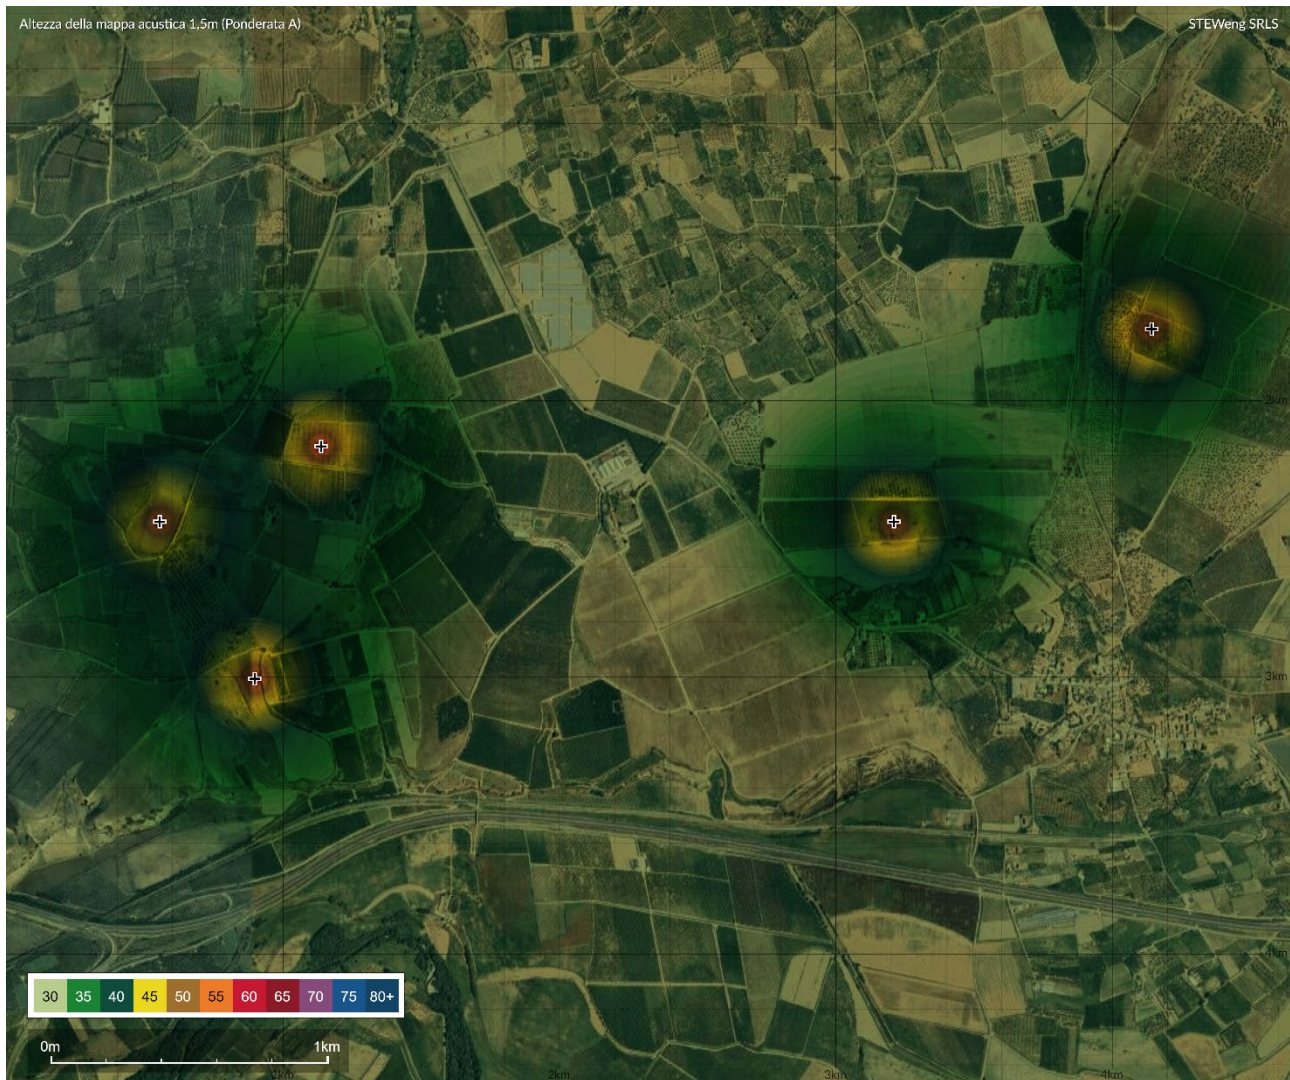 Altezza della mappa acustica 1,5m (Ponderata A)
STEWeng SRLS
1km
2km
3km
4km
30 35 40 45 50 55 60 65 70 75 80+
0m 1km
1km 2km 3km 4km